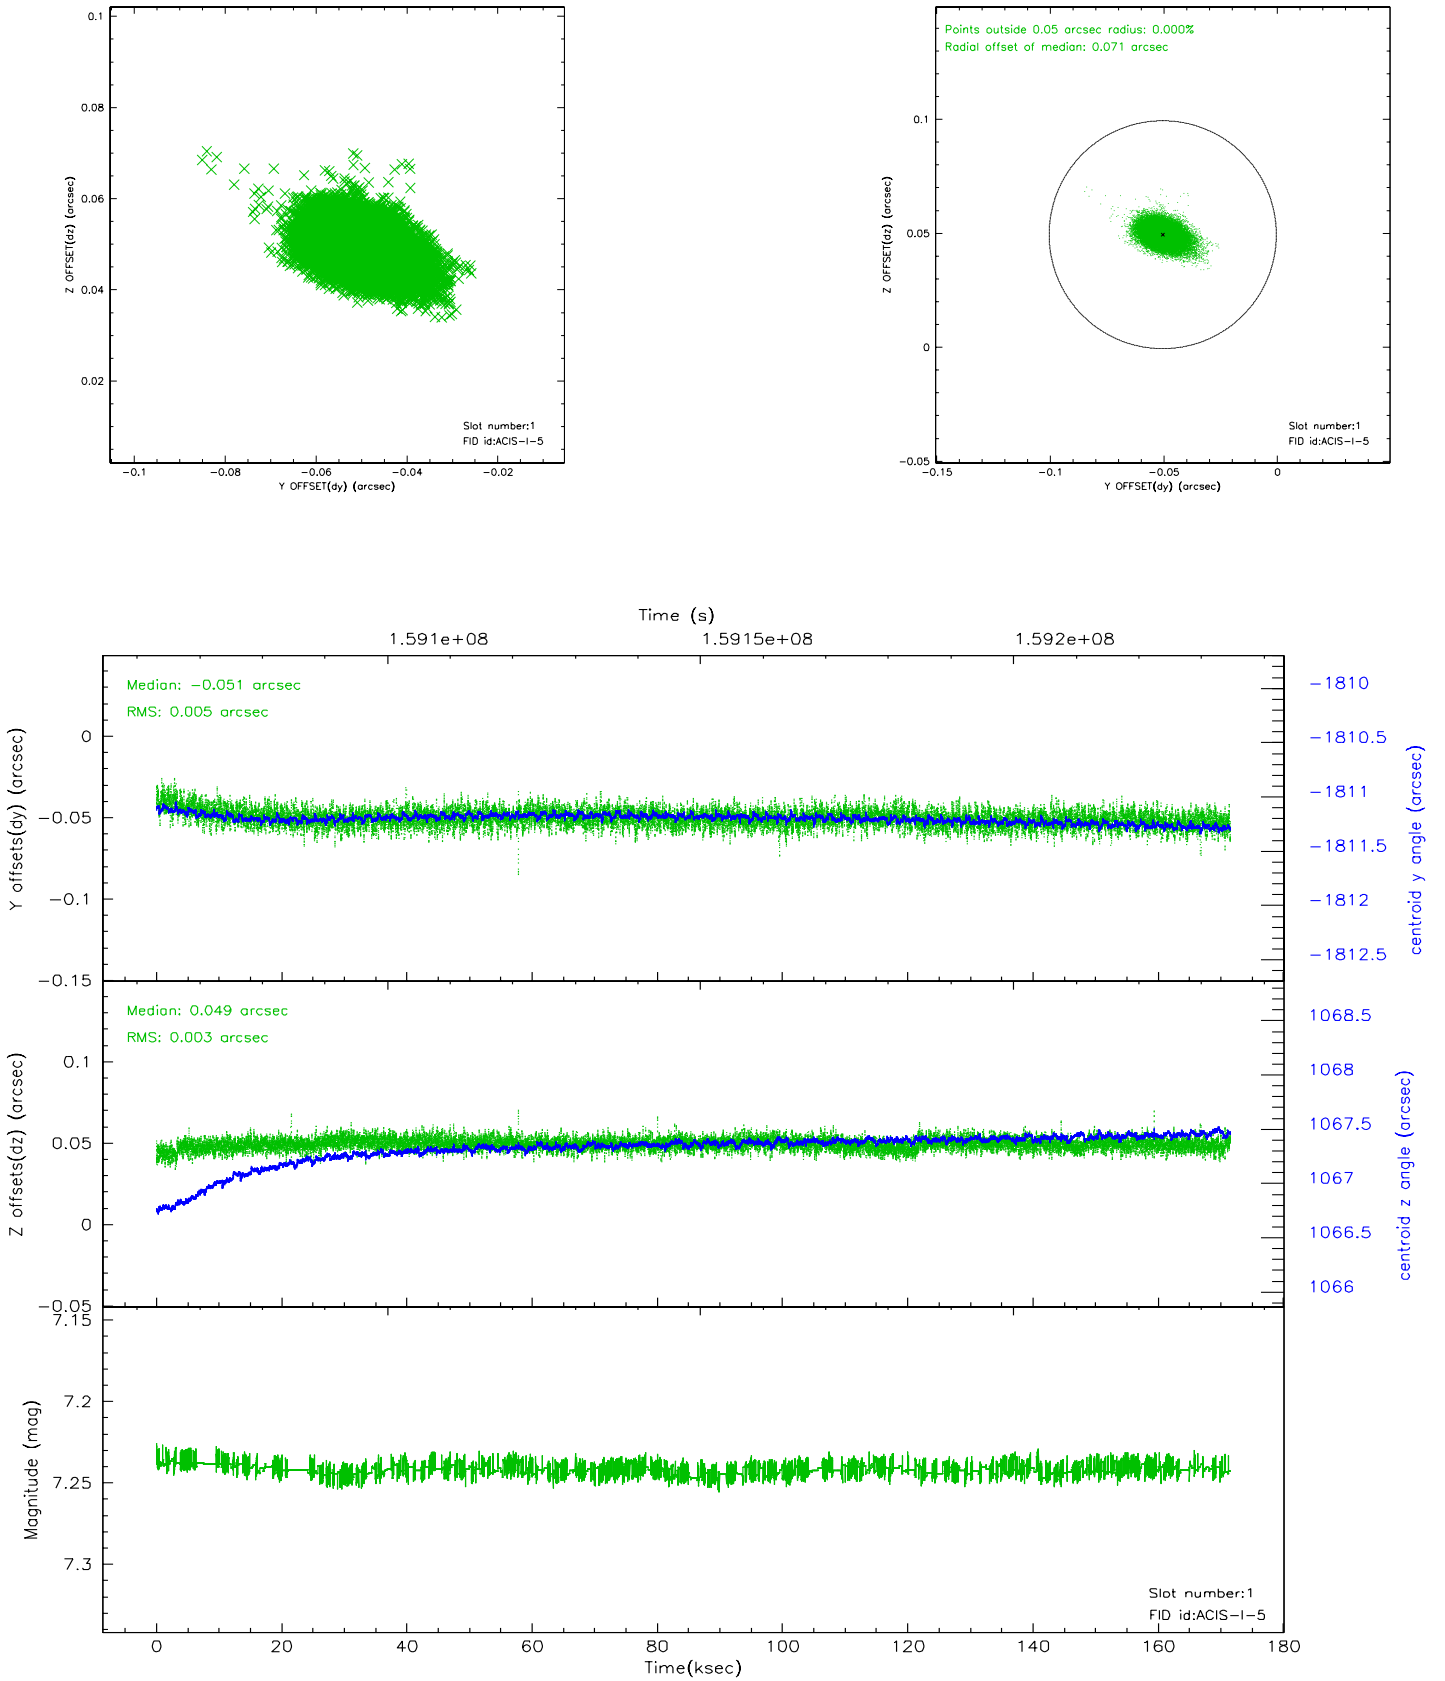 0.1
0.08
0.06
0.04
0.02
Z OFFSET(dz) (arcsec)
Slot number:1
FID id:ACIS-I-5
-0.1 -0.08 -0.06 -0.04 -0.02
Y OFFSET(dy) (arcsec)
Points outside 0.05 arcsec radius: 0.000%
Radial offset of median: 0.071 arcsec
0.1
0.05
0
-0.05
Z OFFSET(dz) (arcsec)
Slot number:1
FID id:ACIS-I-5
-0.15 -0.1 -0.05 0
Y OFFSET(dy) (arcsec)
Time (s)
1.591e+08 1.5915e+08 1.592e+08
Median: -0.051 arcsec
RMS: 0.005 arcsec
0
-0.05
-0.1
-0.15
Y offsets(dy) (arcsec)
-1810
-1810.5
-1811
-1811.5
-1812
-1812.5
centroid y angle (arcsec)
Median: 0.049 arcsec
RMS: 0.003 arcsec
0.1
0.05
0
-0.05
Z offsets(dz) (arcsec)
1068.5
1068
1067.5
1067
1066.5
1066
centroid z angle (arcsec)
7.15
7.2
7.25
7.3
Magnitude (mag)
Slot number:1
FID id:ACIS-I-5
0 20 40 60 80 100 120 140 160 180
Time(ksec)